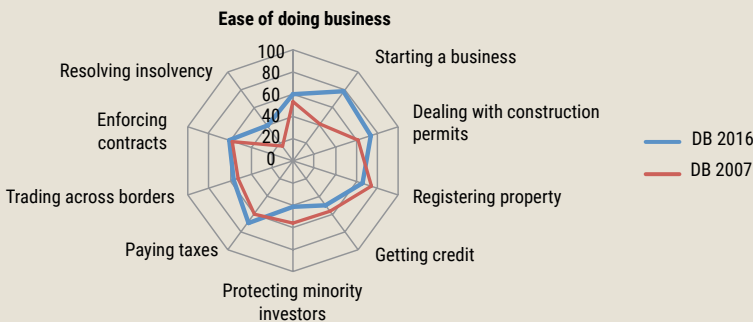 Ease of doing business
100
80
60
40
20
0
Starting a business
Dealing with construction
permits
Registering property
Getting credit
Protecting minority
investors
Paying taxes
Trading across borders
Enforcing
contracts
Resolving insolvency
DB 2016
DB 2007